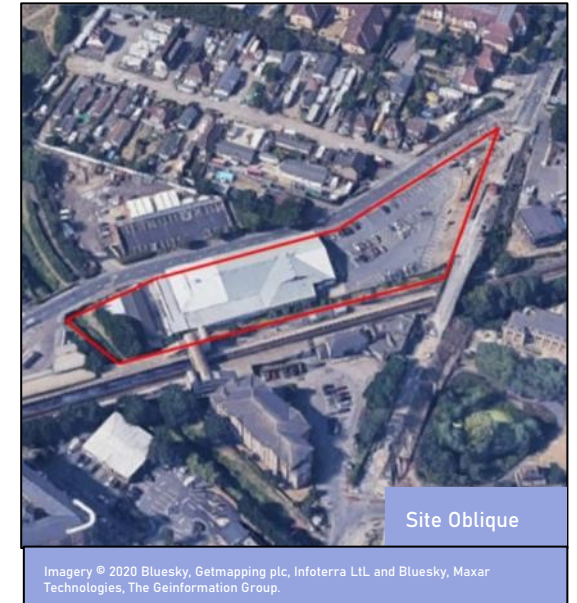 Site Oblique
Imagery © 2020 Bluesky, Getmapping plc, Infoterra LtL and Bluesky, Maxar
Technologies, The Geinformation Group.